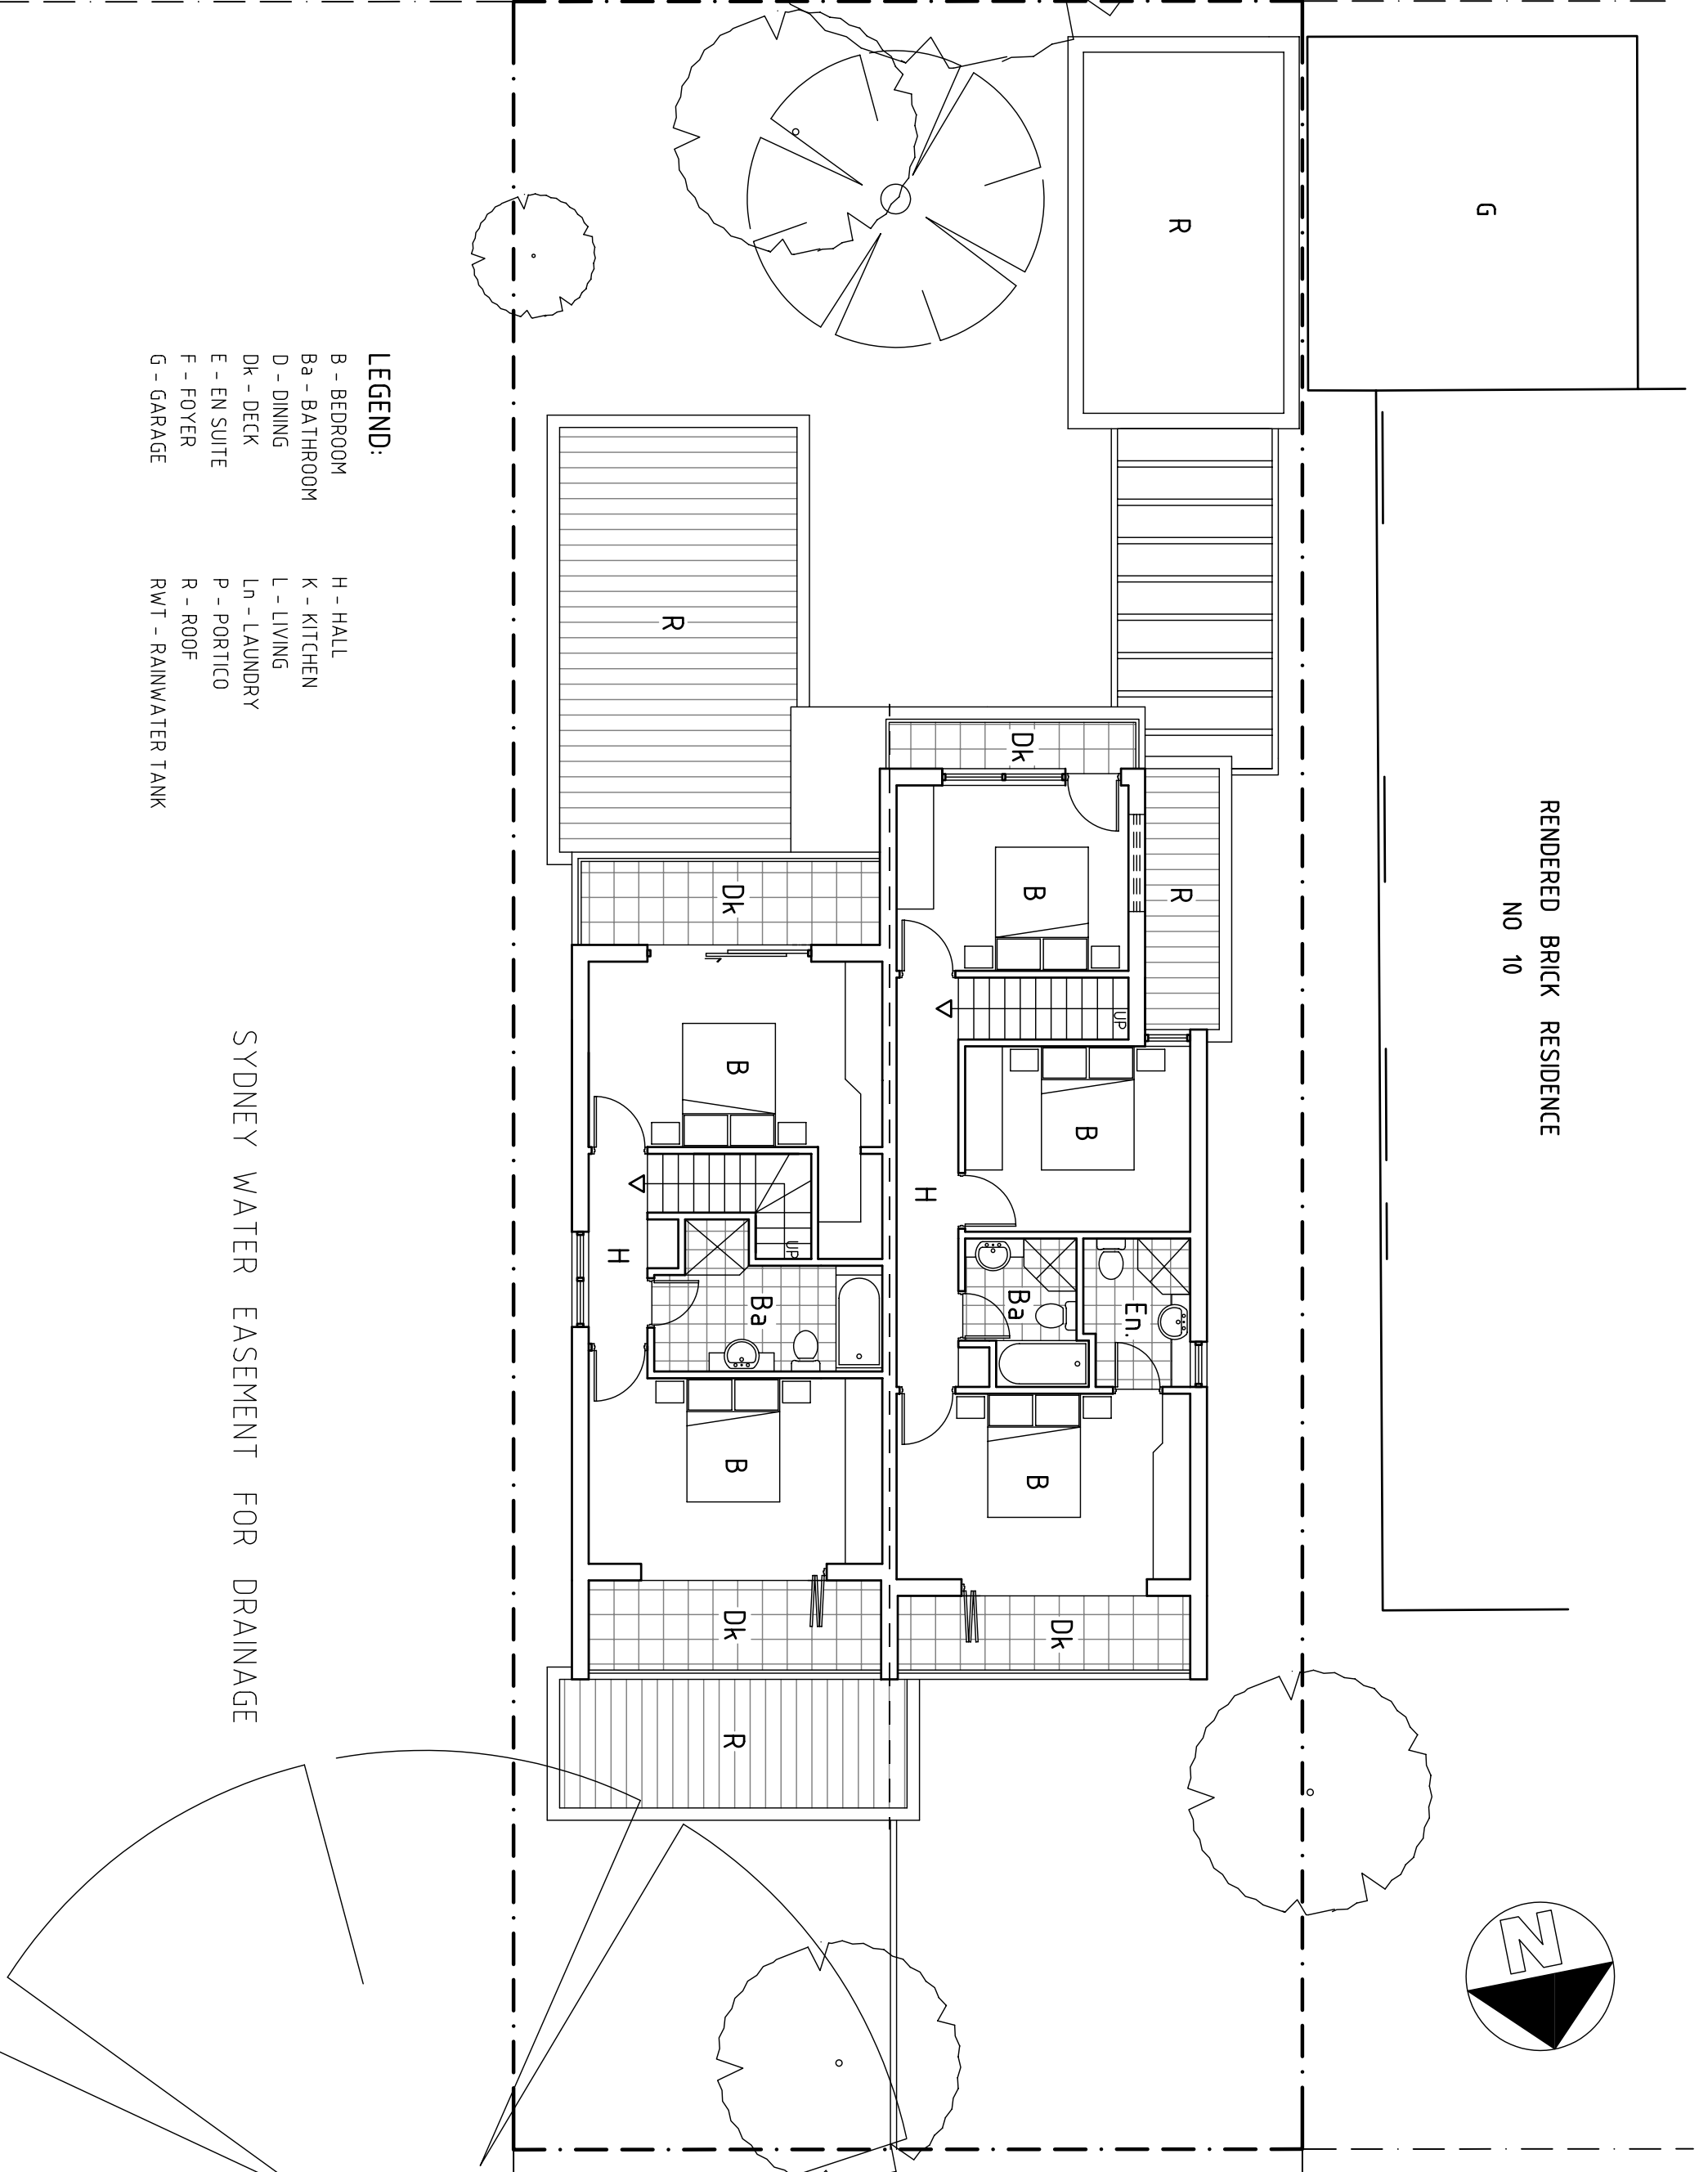 G
R
RENDERED BRICK RESIDENCE
NO 10
R
Dk
B
UP
B
H
En.
Ba
B
Dk
R
Dk
B
UP
H
Ba
B
Dk
R
N
LEGEND:
B - BEDROOM
Ba - BATHROOM
D - DINING
Dk - DECK
E - EN SUITE
F - FOYER
G - GARAGE
H - HALL
K - KITCHEN
L - LIVING
Ln - LAUNDRY
P - PORTICO
R - ROOF
RWT - RAINWATER TANK
SYDNEY WATER EASEMENT FOR DRAINAGE
R